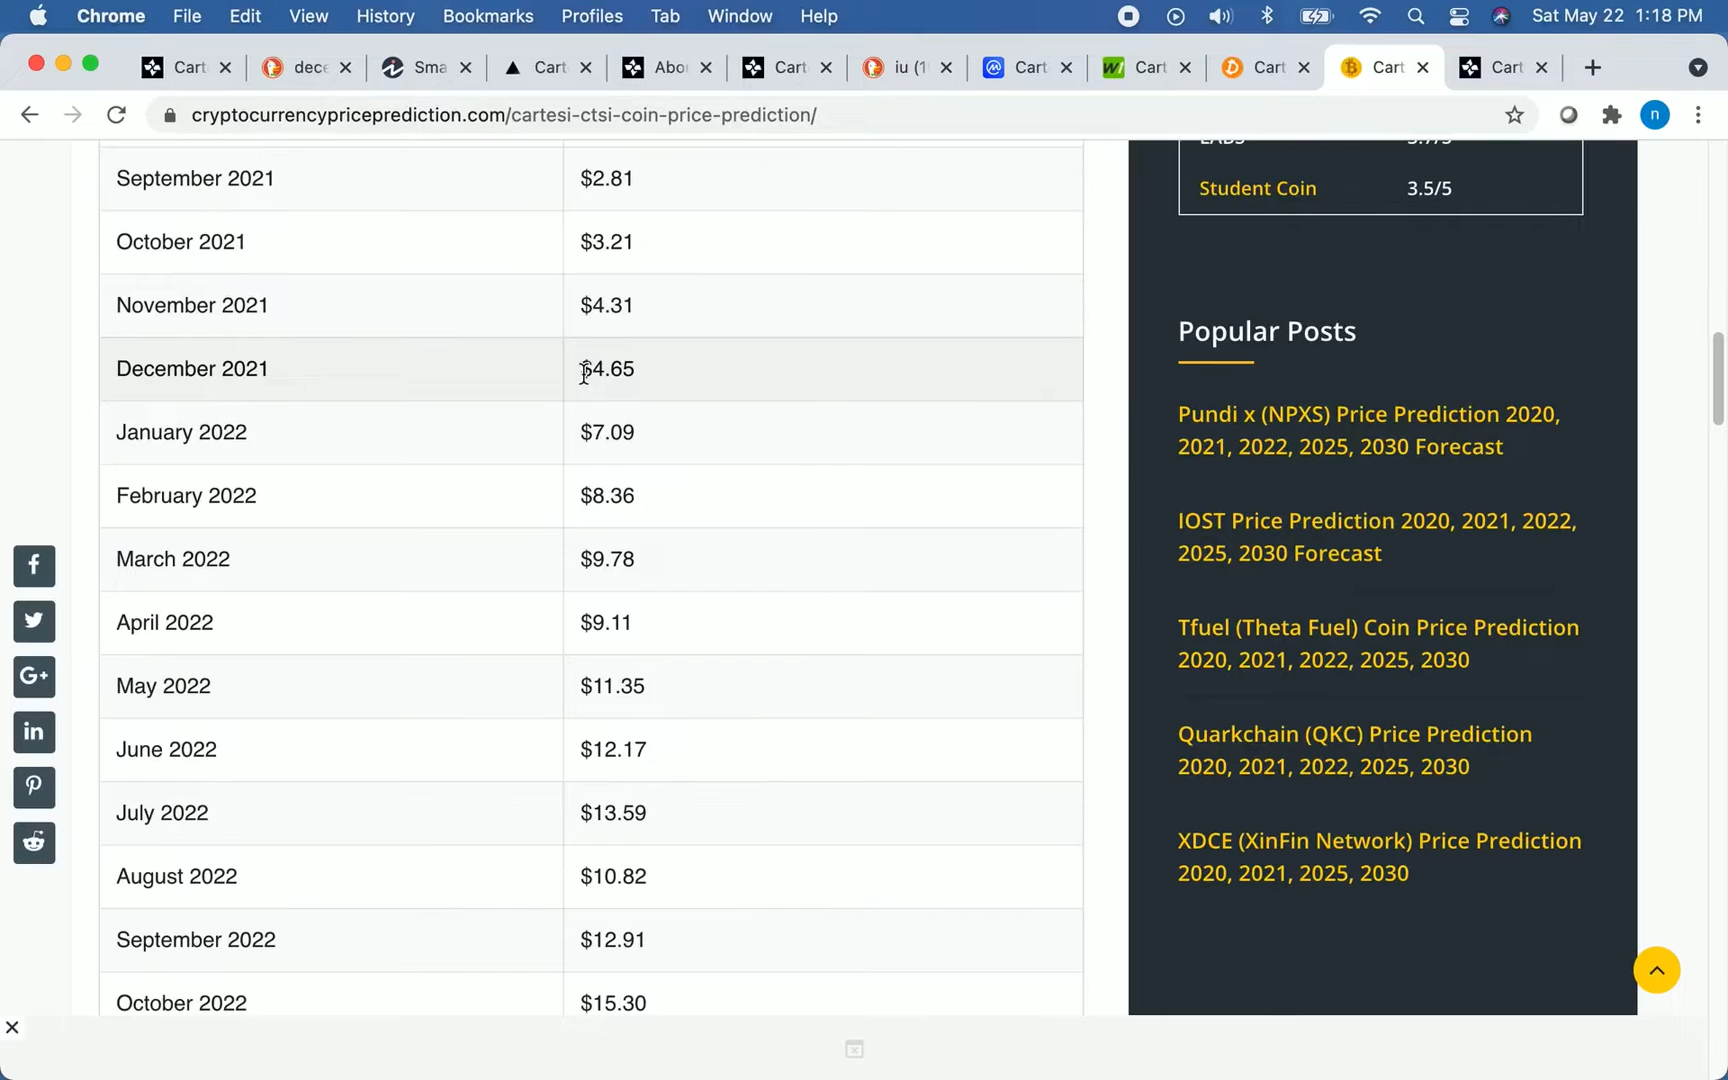 Chrome File Edit View History Bookmarks Profiles Tab Window Help Sat May 22 1:18 PM
Cart dece Sma Cart Abo Cart iu (1 Cart Cart Cart Cart Cart
cryptocurrencypriceprediction.com/cartesi-ctsi-coin-price-prediction/ n
September 2021 $2.81
October 2021 $3.21
November 2021 $4.31
December 2021 $4.65
January 2022 $7.09
February 2022 $8.36
March 2022 $9.78
April 2022 $9.11
May 2022 $11.35
June 2022 $12.17
July 2022 $13.59
August 2022 $10.82
September 2022 $12.91
October 2022 $15.30
Student Coin 3.5/5
Popular Posts
Pundi x (NPXS) Price Prediction 2020,
2021, 2022, 2025, 2030 Forecast
IOST Price Prediction 2020, 2021, 2022,
2025, 2030 Forecast
Tfuel (Theta Fuel) Coin Price Prediction
2020, 2021, 2022, 2025, 2030
Quarkchain (QKC) Price Prediction
2020, 2021, 2022, 2025, 2030
XDCE (XinFin Network) Price Prediction
2020, 2021, 2025, 2030